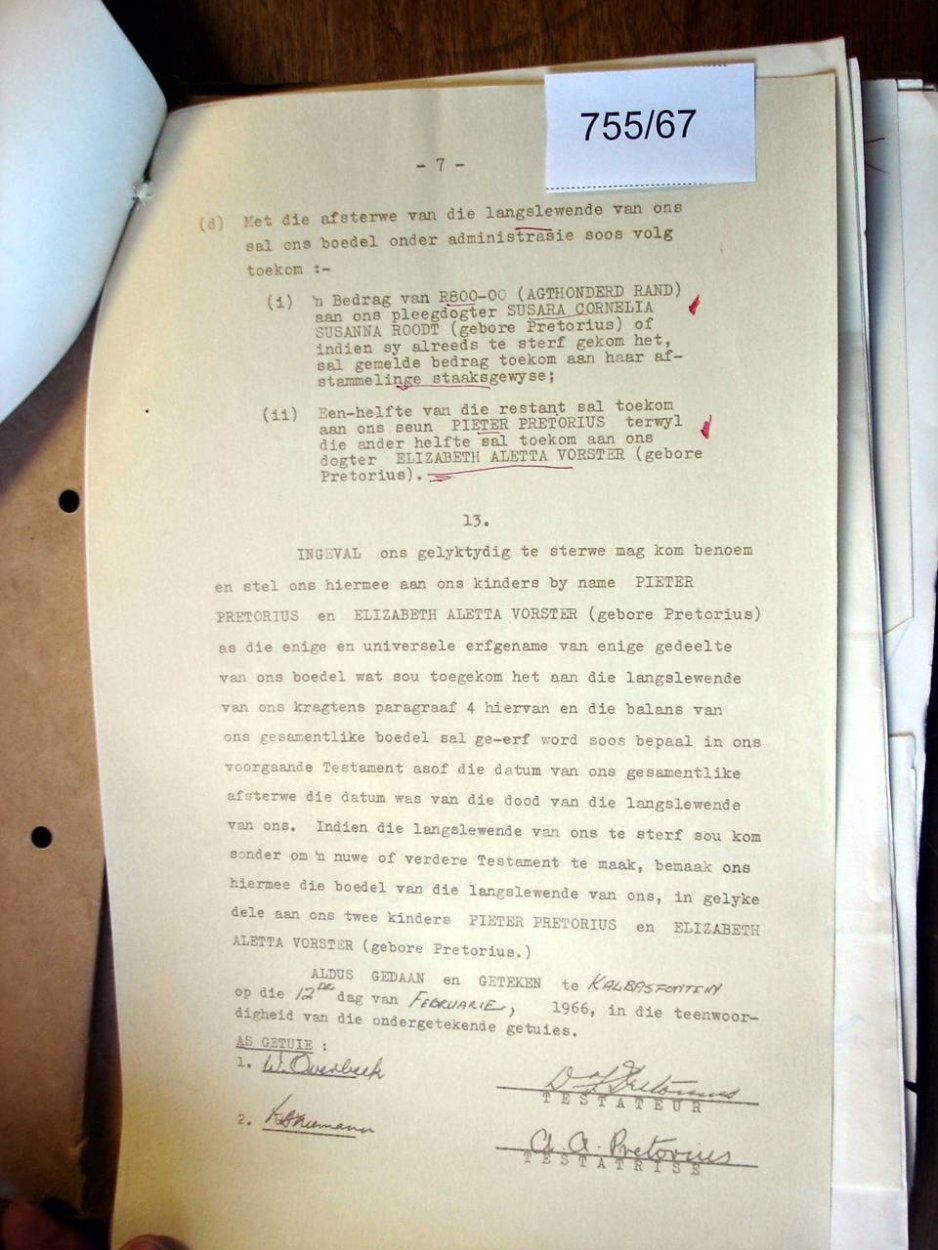 755/67
- 7 -
(d) Met die afsterwe van die langslewende van ons
sal ons boedel onder administrasie soos volg
toekom :-
(i) 'n Bedrag van R800-00 (AGTHONDERD RAND)
aan ons pleegdogter SUSARA CORNELIA
SUSANNA ROODT (gebore Pretorius) of
indien sy alreeds te sterf gekom het,
sal gemelde bedrag toekom aan haar af-
stammelinge staaksgewyse;
(ii) Een-helfte van die restant sal toekom
aan ons seun PIETER PRETORIUS terwyl
die ander helfte sal toekom aan ons
dogter ELIZABETH ALETTA VORSTER (gebore
Pretorius).
13.
INGEVAL ons gelyktydig te sterwe mag kom benoem
en stel ons hiermee aan ons kinders by name PIETER
PRETORIUS en ELIZABETH ALETTA VORSTER (gebore Pretorius)
as die enige en universele erfgename van enige gedeelte
van ons boedel wat sou toegekom het aan die langslewende
van ons kragtens paragraaf 4 hiervan en die balans van
ons gesamentlike boedel sal ge-erf word soos bepaal in ons
voorgaande Testament asof die datum van ons gesamentlike
afsterwe die datum was van die dood van die langslewende
van ons. Indien die langslewende van ons te sterf sou kom
sonder om 'n nuwe of verdere Testament te maak, bemaak ons
hiermee die boedel van die langslewende van ons, in gelyke
dele aan ons twee kinders PIETER PRETORIUS en ELIZABETH
ALETTA VORSTER (gebore Pretorius.)
ALDUS GEDAAN en GETEKEN te KALBASFONTEIN
op die 12DE dag van FEBRUARIE, 1966, in die teenwoor-
digheid van die ondergetekende getuies.
AS GETUIE :
1. W. Overbeek
Pretorius
TESTATEUR
2.
A. A. Pretorius
TESTATRISE